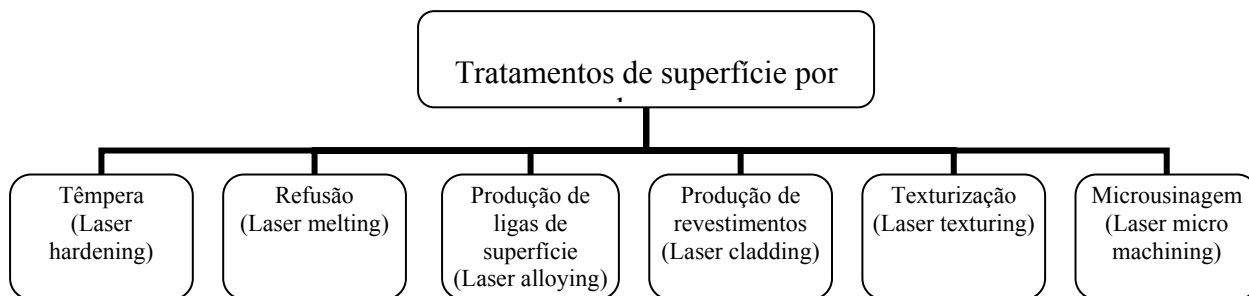 Tratamentos de superfície por
Têmpera
(Laser
hardening)
Refusão
(Laser melting)
Produção de
ligas de
superfície
(Laser alloying)
Produção de
revestimentos
(Laser cladding)
Texturização
(Laser texturing)
Microusinagem
(Laser micro
machining)